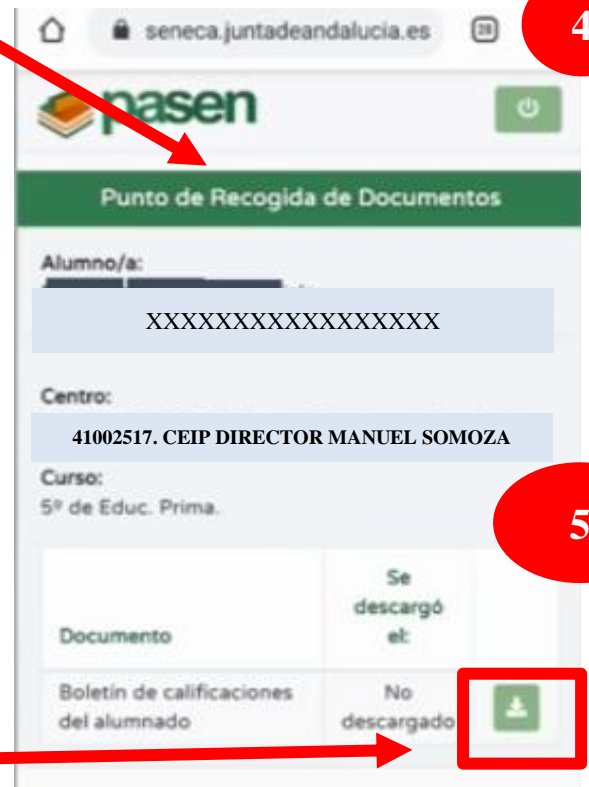 seneca.juntadeandalucia.es
28
4
pasen
Punto de Recogida de Documentos
Alumno/a:
XXXXXXXXXXXXXXXXX
Centro:
41002517. CEIP DIRECTOR MANUEL SOMOZA
Curso:
5º de Educ. Prima.
5
Documento
Se
descargó
el:
Boletín de calificaciones
del alumnado
No
descargado